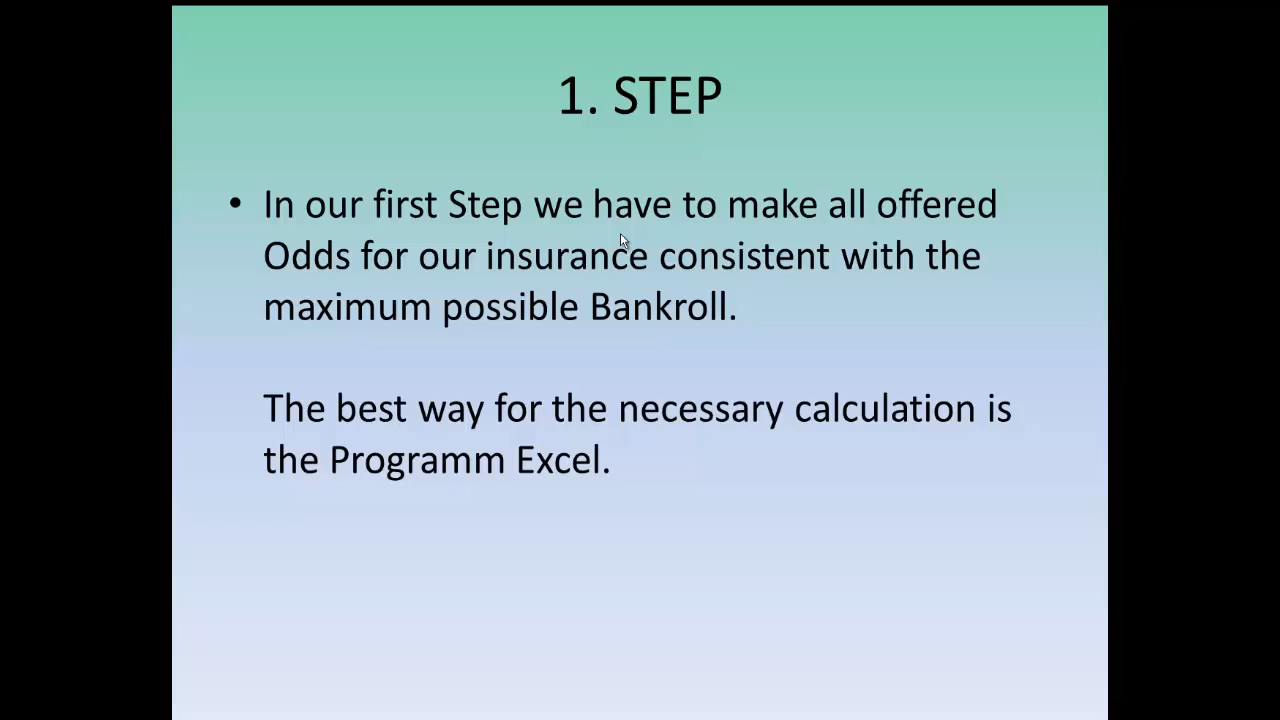 1. STEP
• In our first Step we have to make all offered
Odds for our insurance consistent with the
maximum possible Bankroll.
The best way for the necessary calculation is
the Programm Excel.